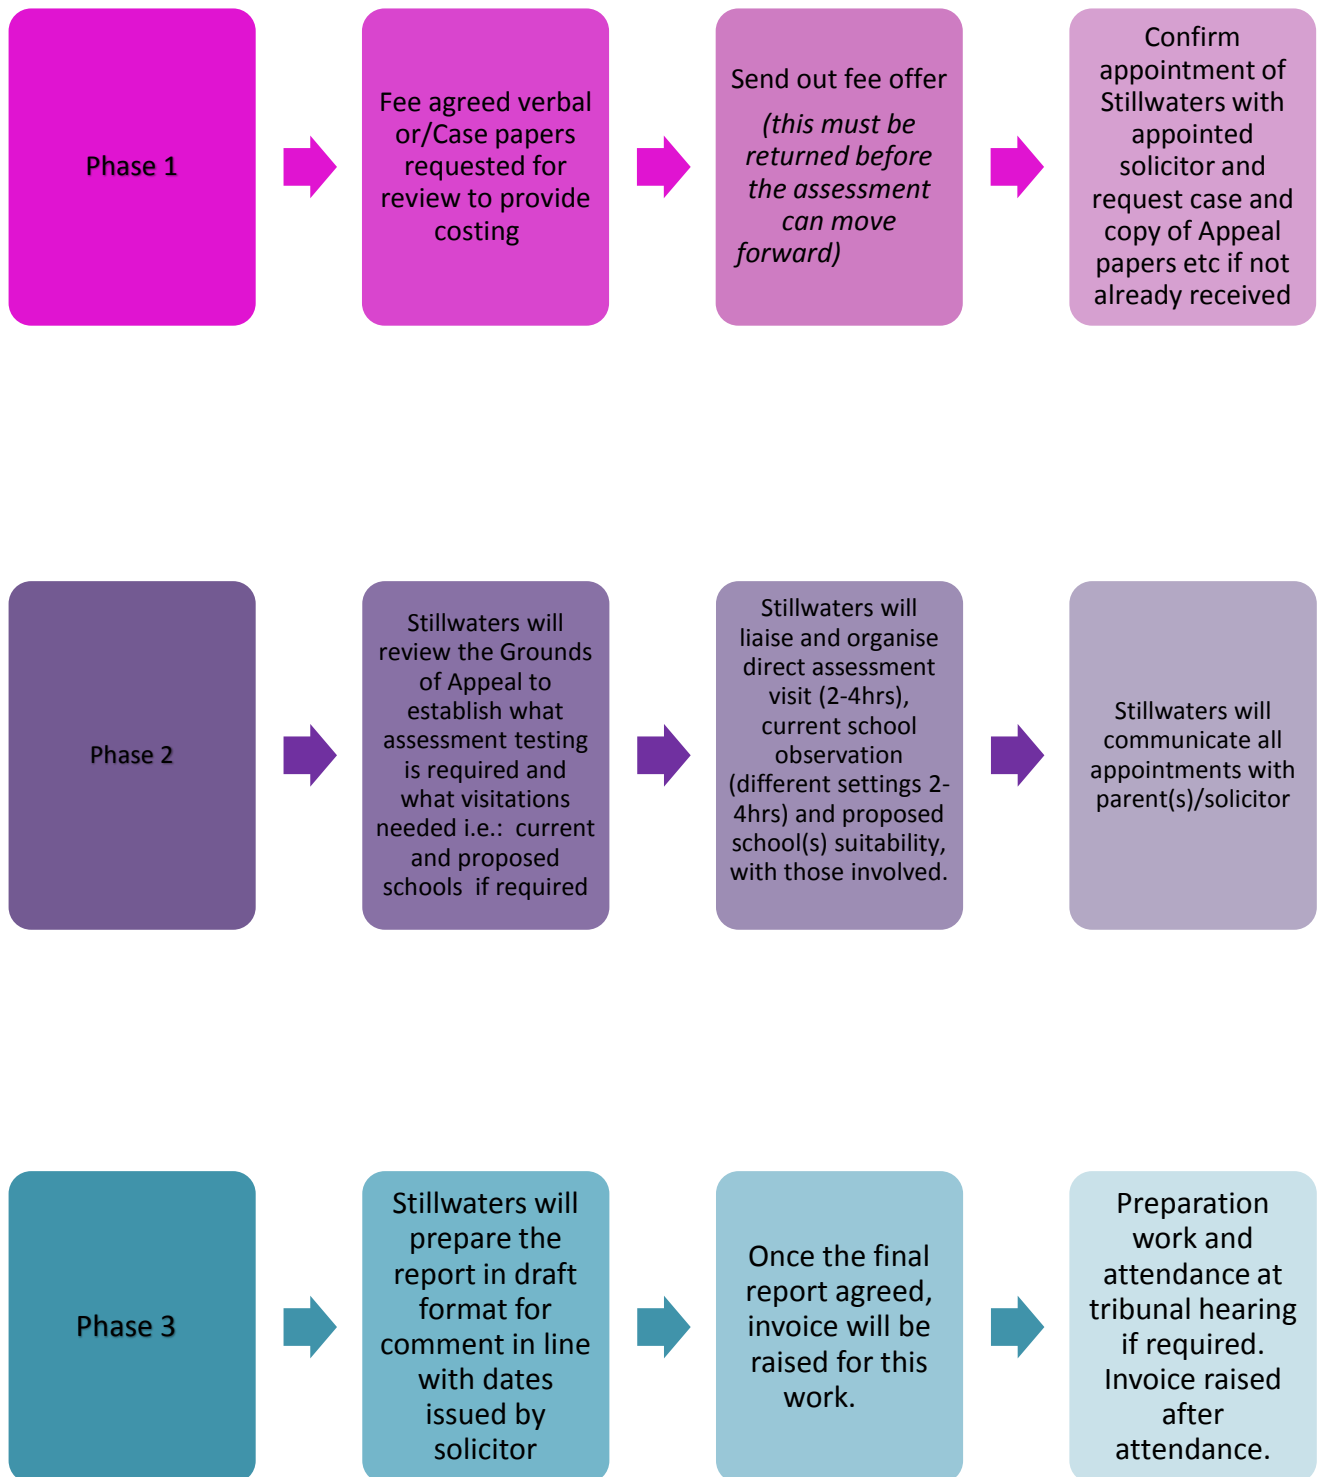 Phase 1
Fee agreed verbal
or/Case papers
requested for
review to provide
costing
Send out fee offer
(this must be
returned before
the assessment
can move
forward)
Confirm
appointment of
Stillwaters with
appointed
solicitor and
request case and
copy of Appeal
papers etc if not
already received
Phase 2
Stillwaters will
review the Grounds
of Appeal to
establish what
assessment testing
is required and
what visitations
needed i.e.:  current
and proposed
schools  if required
Stillwaters will
liaise and organise
direct assessment
visit (2-4hrs),
current school
observation
(different settings 2-
4hrs) and proposed
school(s) suitability,
with those involved.
Stillwaters will
communicate all
appointments with
parent(s)/solicitor
Phase 3
Stillwaters will
prepare the
report in draft
format for
comment in line
with dates
issued by
solicitor
Once the final
report agreed,
invoice will be
raised for this
work.
Preparation
work and
attendance at
tribunal hearing
if required.
Invoice raised
after
attendance.